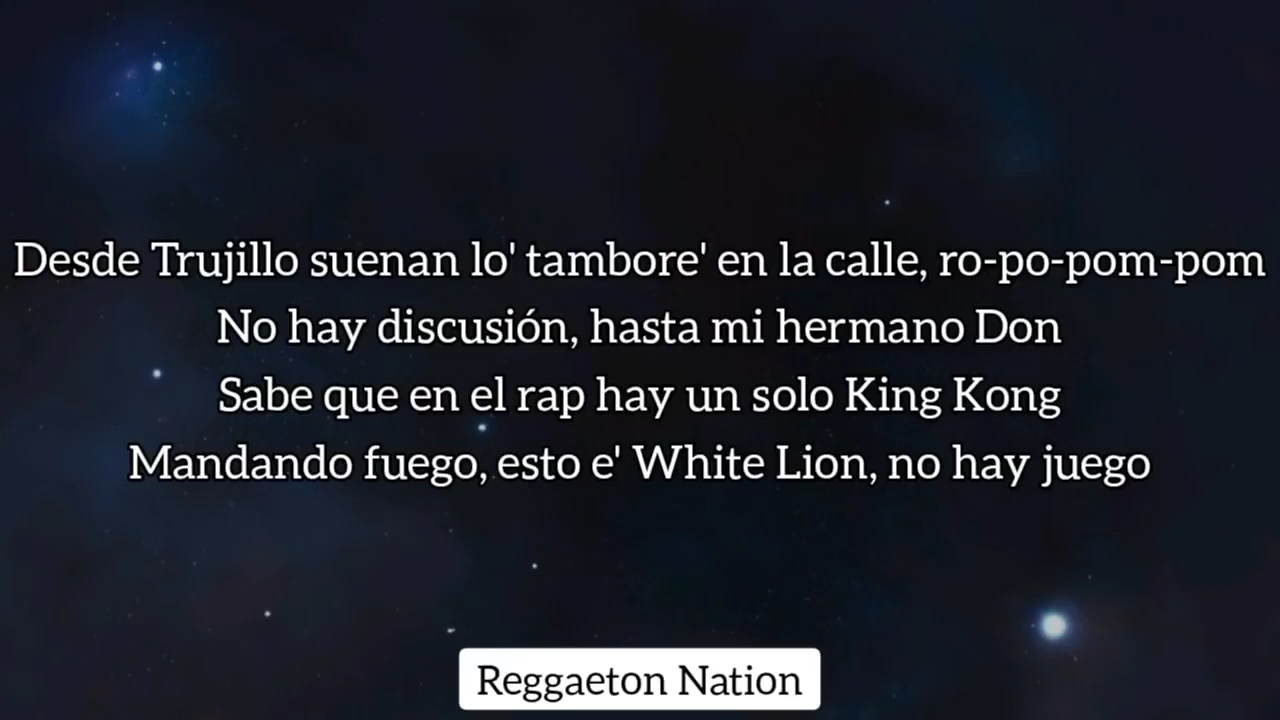 Desde Trujillo suenan lo' tambore' en la calle, ro-po-pom-pom
No hay discusión, hasta mi hermano Don
Sabe que en el rap hay un solo King Kong
Mandando fuego, esto e' White Lion, no hay juego
Reggaeton Nation